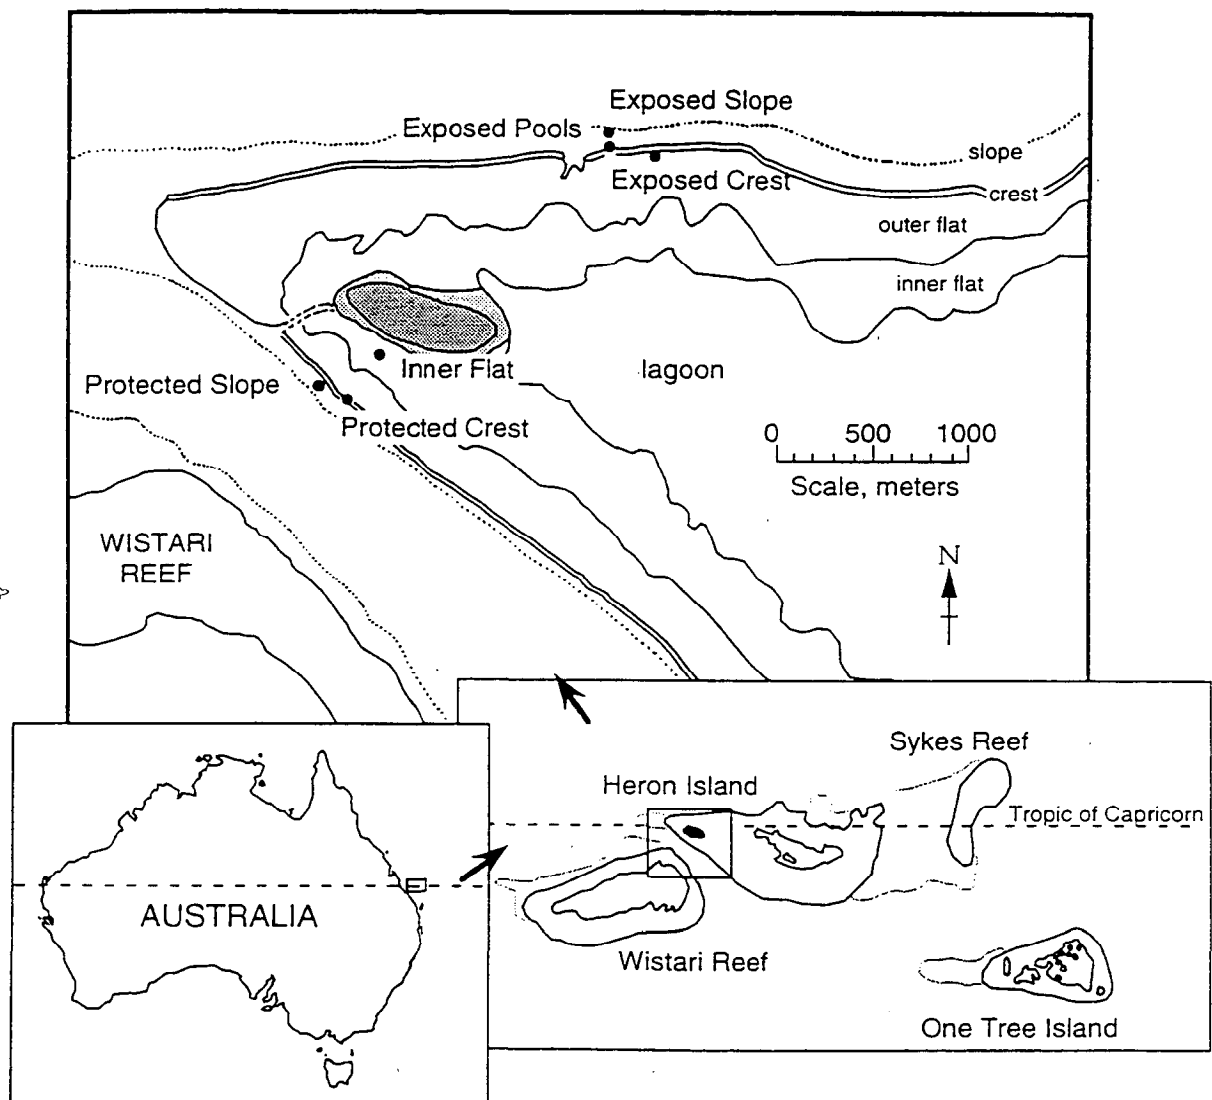 Exposed Slope
Exposed Pools
slope
Exposed Crest
crest
outer flat
inner flat
Inner Flat
lagoon
Protected Slope
Protected Crest
0 500 1000
Scale, meters
WISTARI
REEF
N
Sykes Reef
Heron Island
Tropic of Capricorn
AUSTRALIA
Wistari Reef
One Tree Island